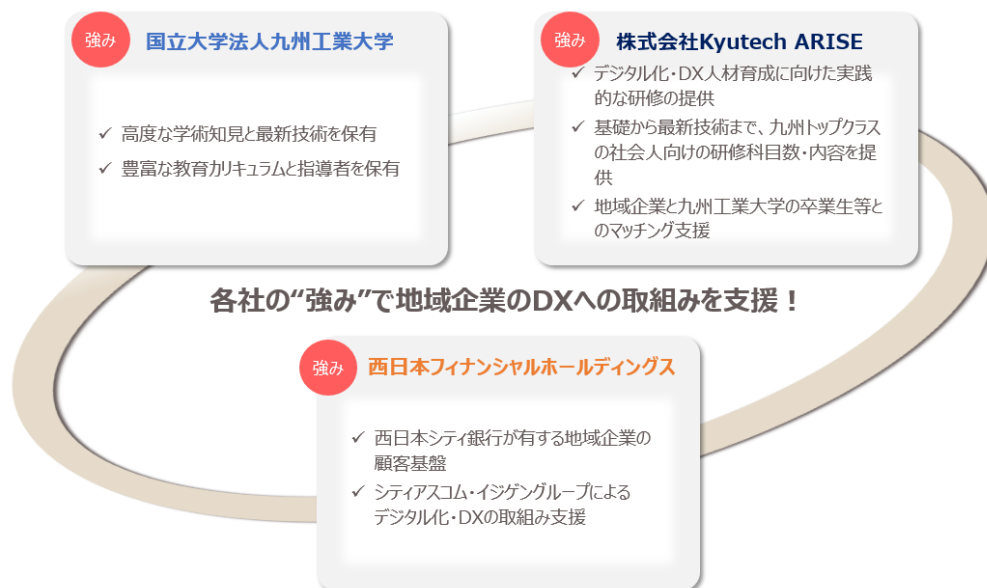 強み
国立大学法人九州工業大学
✓ 高度な学術知見と最新技術を保有
✓ 豊富な教育カリキュラムと指導者を保有
強み
株式会社Kyutech ARISE
✓ デジタル化・DX人材育成に向けた実践
的な研修の提供
✓ 基礎から最新技術まで、九州トップクラス
の社会人向けの研修科目数・内容を提
供
✓ 地域企業と九州工業大学の卒業生等と
のマッチング支援
各社の“強み”で地域企業のDXへの取組みを支援！
強み
西日本フィナンシャルホールディングス
✓ 西日本シティ銀行が有する地域企業の
顧客基盤
✓ シティアスコム・イジゲングループによる
デジタル化・DXの取組み支援